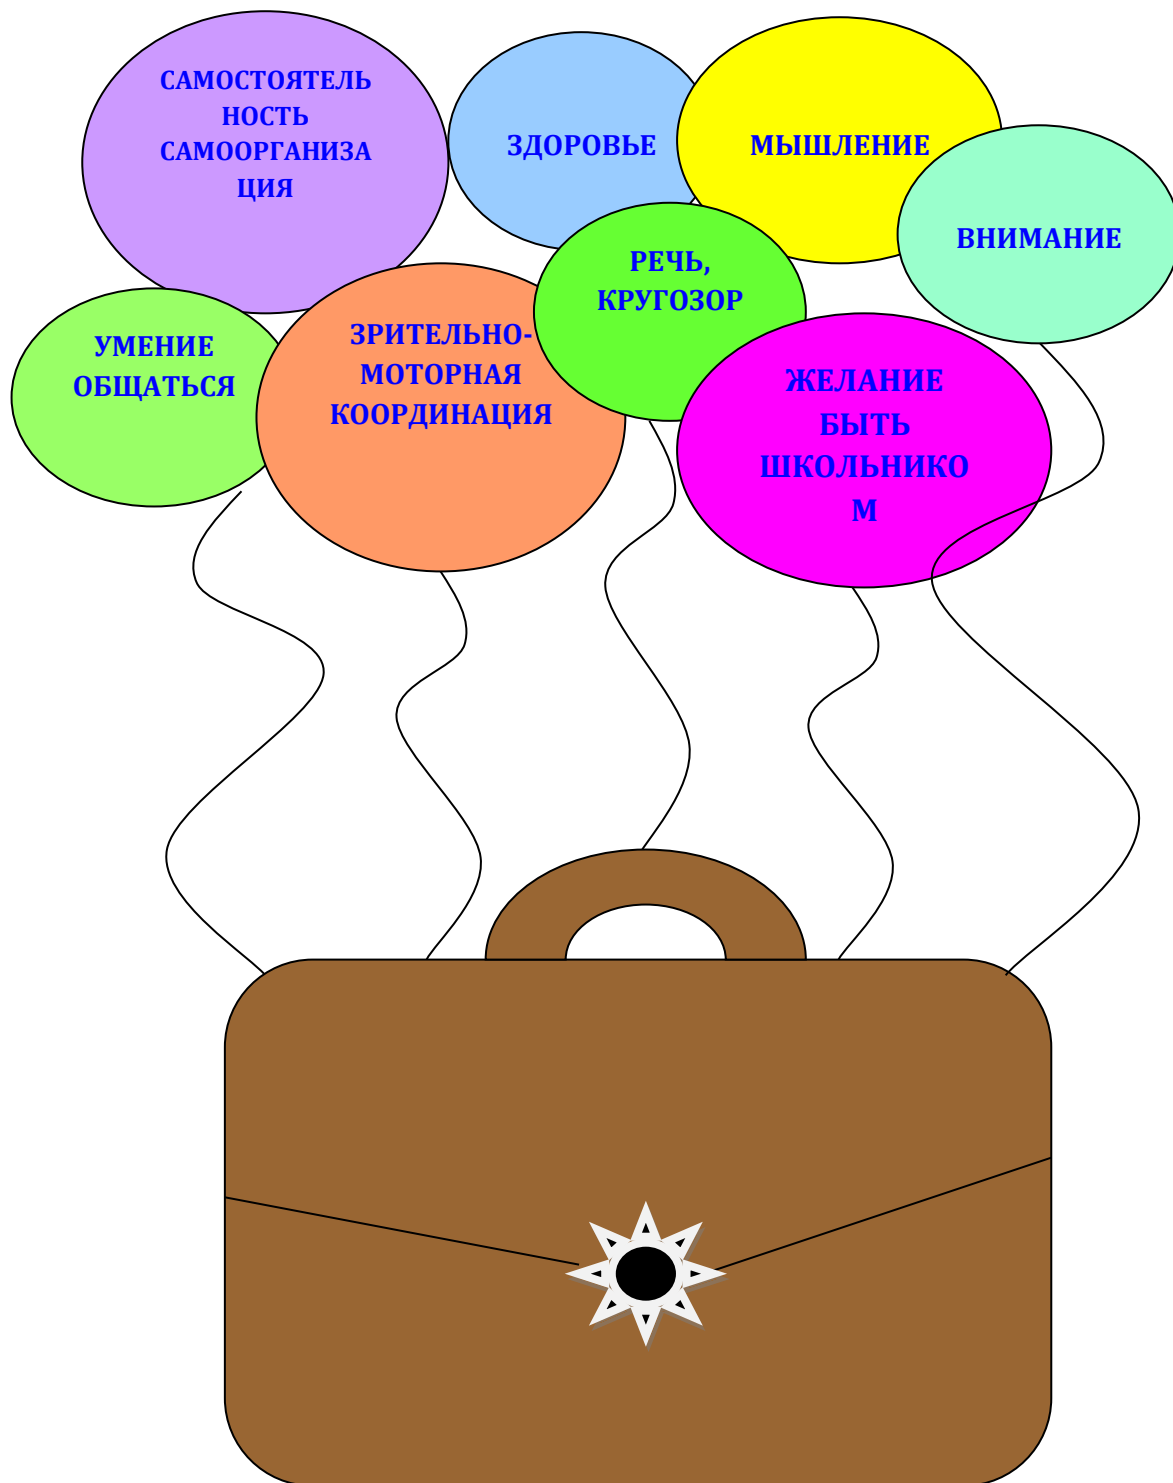 САМОСТОЯТЕЛЬ
НОСТЬ
САМООРГАНИЗА
ЦИЯ
ЗДОРОВЬЕ
МЫШЛЕНИЕ
ВНИМАНИЕ
РЕЧЬ,
КРУГОЗОР
УМЕНИЕ
ОБЩАТЬСЯ
ЗРИТЕЛЬНО-
МОТОРНАЯ
КООРДИНАЦИЯ
ЖЕЛАНИЕ
БЫТЬ
ШКОЛЬНИКО
М